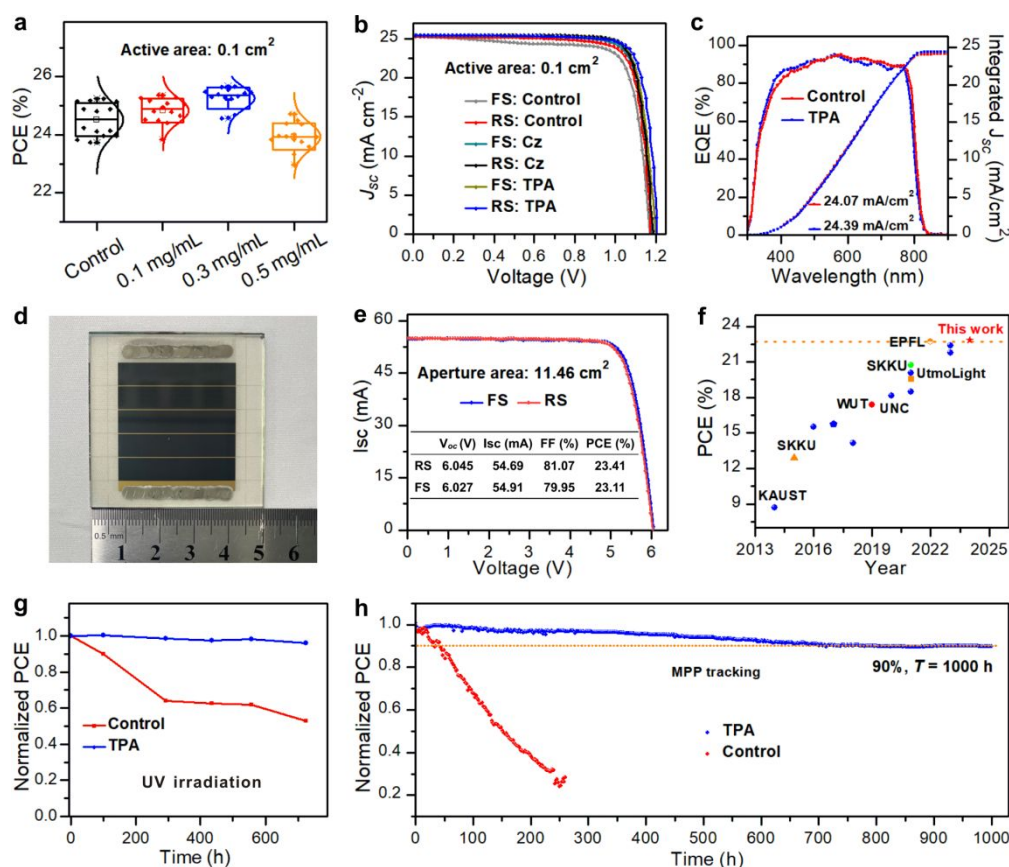 a
Active area: 0.1 cm²
PCE (%)
26
24
22
Control
0.1 mg/mL
0.3 mg/mL
0.5 mg/mL
b
Active area: 0.1 cm²
FS: Control
RS: Control
FS: Cz
RS: Cz
FS: TPA
RS: TPA
Jsc (mA cm⁻²)
25
20
15
10
5
0
0.0 0.2 0.4 0.6 0.8 1.0 1.2
Voltage (V)
c
EQE (%)
100
80
60
40
20
0
Control
TPA
24.07 mA/cm²
24.39 mA/cm²
25
20
15
10
5
0
Integrated Jsc (mA/cm²)
400 600 800
Wavelength (nm)
d
0.5 mm
1 2 3 4 5 6
e
Isc (mA)
60
45
30
15
0
Aperture area: 11.46 cm²
FS RS
Voc (V) Isc (mA) FF (%) PCE (%)
RS 6.045 54.69 81.07 23.41
FS 6.027 54.91 79.95 23.11
0 1 2 3 4 5 6
Voltage (V)
f
PCE (%)
24
21
18
15
12
9
This work
EPFL
SKKU
UtmoLight
WUT
UNC
SKKU
KAUST
2013 2016 2019 2022 2025
Year
g
Normalized PCE
1.0
0.8
0.6
0.4
0.2
0.0
Control
TPA
UV irradiation
0 200 400 600
Time (h)
h
Normalized PCE
1.0
0.8
0.6
0.4
0.2
0.0
MPP tracking
90%, T = 1000 h
TPA
Control
0 100 200 300 400 500 600 700 800 900 1000
Time (h)